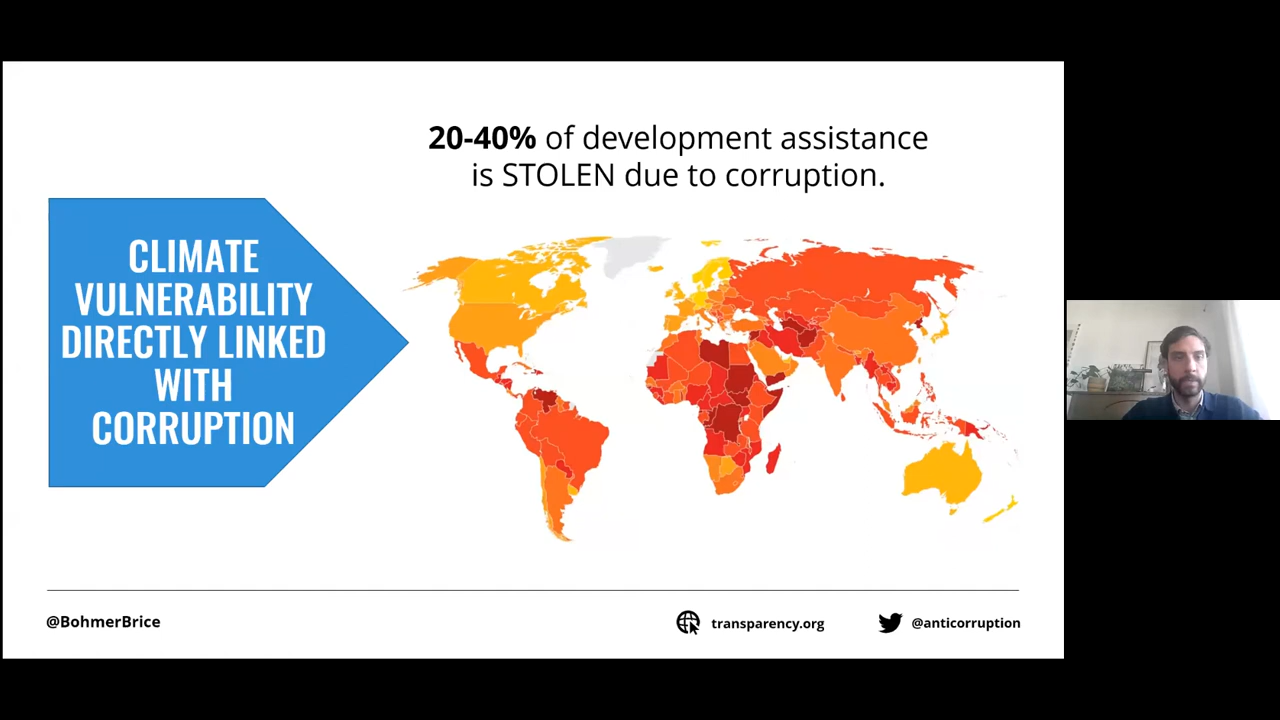 20-40% of development assistance
is STOLEN due to corruption.
CLIMATE
VULNERABILITY
DIRECTLY LINKED
WITH
CORRUPTION
@BohmerBrice
transparency.org
@anticorruption